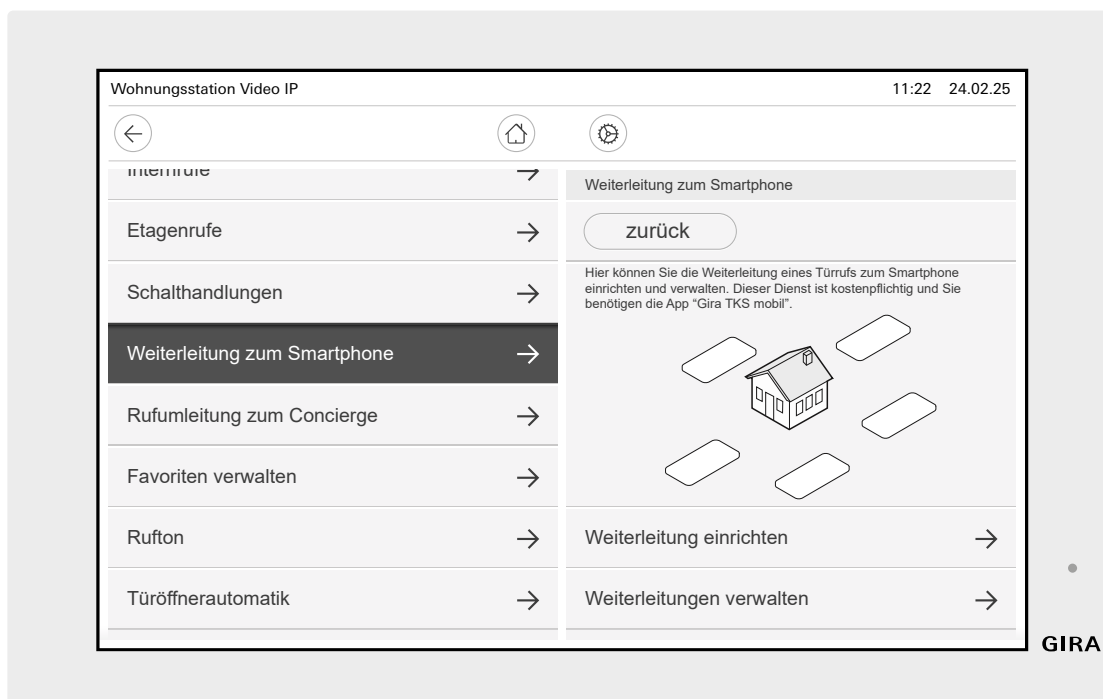 Wohnungsstation Video IP
11:22 24.02.25
Internrufe
Etagenrufe
Schalthandlungen
Weiterleitung zum Smartphone
Rufumleitung zum Concierge
Favoriten verwalten
Rufton
Türöffnerautomatik
Weiterleitung zum Smartphone
zurück
Hier können Sie die Weiterleitung eines Türrufs zum Smartphone
einrichten und verwalten. Dieser Dienst ist kostenpflichtig und Sie
benötigen die App “Gira TKS mobil”.
Weiterleitung einrichten
Weiterleitungen verwalten
GIRA